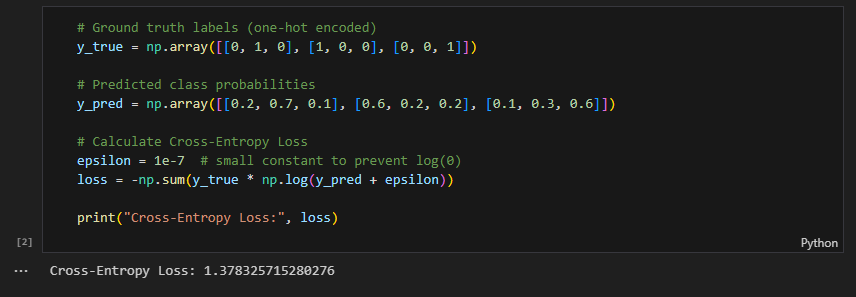 # Ground truth labels (one-hot encoded)
y_true = np.array([[0, 1, 0], [1, 0, 0], [0, 0, 1]])
# Predicted class probabilities
y_pred = np.array([[0.2, 0.7, 0.1], [0.6, 0.2, 0.2], [0.1, 0.3, 0.6]])
# Calculate Cross-Entropy Loss
epsilon = 1e-7  # small constant to prevent log(0)
loss = -np.sum(y_true * np.log(y_pred + epsilon))
print("Cross-Entropy Loss:", loss)
[2]
Python
... Cross-Entropy Loss: 1.378325715280276